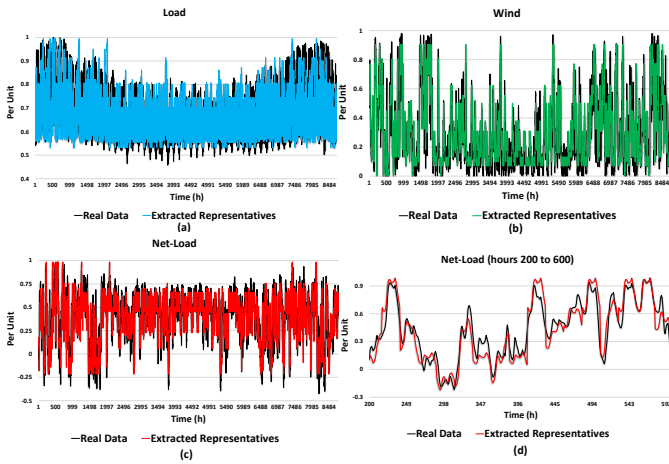 Load
Per Unit
1
0.9
0.8
0.7
0.6
0.5
0.4
1 500 999 1498 1997 2496 2995 3494 3993 4492 4991 5490 5989 6488 6987 7486 7985 8484
Time (h)
(a)
Real Data Extracted Representatives
Wind
Per Unit
1
0.8
0.6
0.4
0.2
0
1 500 999 1498 1997 2496 2995 3494 3993 4492 4991 5490 5989 6488 6987 7486 7985 8484
Time (h)
(b)
Real Data Extracted Representatives
Net-Load
Per Unit
1
0.75
0.5
0.25
0
-0.25
-0.5
1 500 999 1498 1997 2496 2995 3494 3993 4492 4991 5490 5989 6488 6987 7486 7985 8484
Time (h)
Real Data Extracted Representatives
(c)
Net-Load (hours 200 to 600)
Per Unit
0.9
0.6
0.3
0
-0.3
200 249 298 347 396 445 494 543 592
Time (h)
Real Data Extracted Representatives
(d)